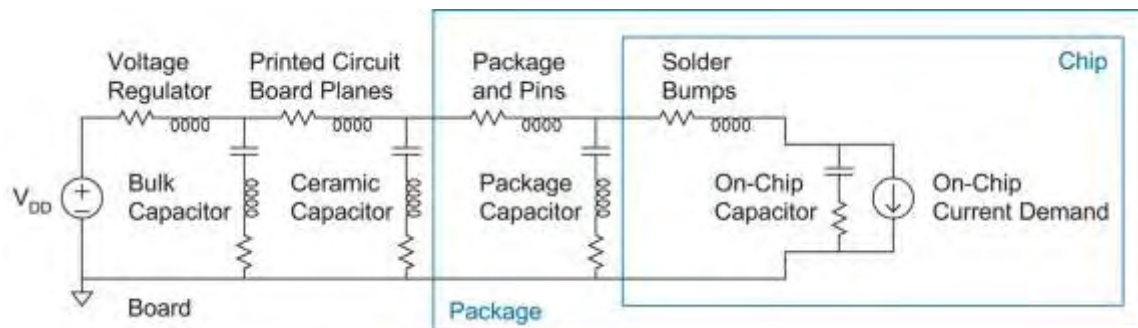 Voltage
Regulator
Printed Circuit
Board Planes
Package
and Pins
Solder
Bumps
Chip
V_DD
+
−
Bulk
Capacitor
Ceramic
Capacitor
Package
Capacitor
On-Chip
Capacitor
On-Chip
Current Demand
Board
Package